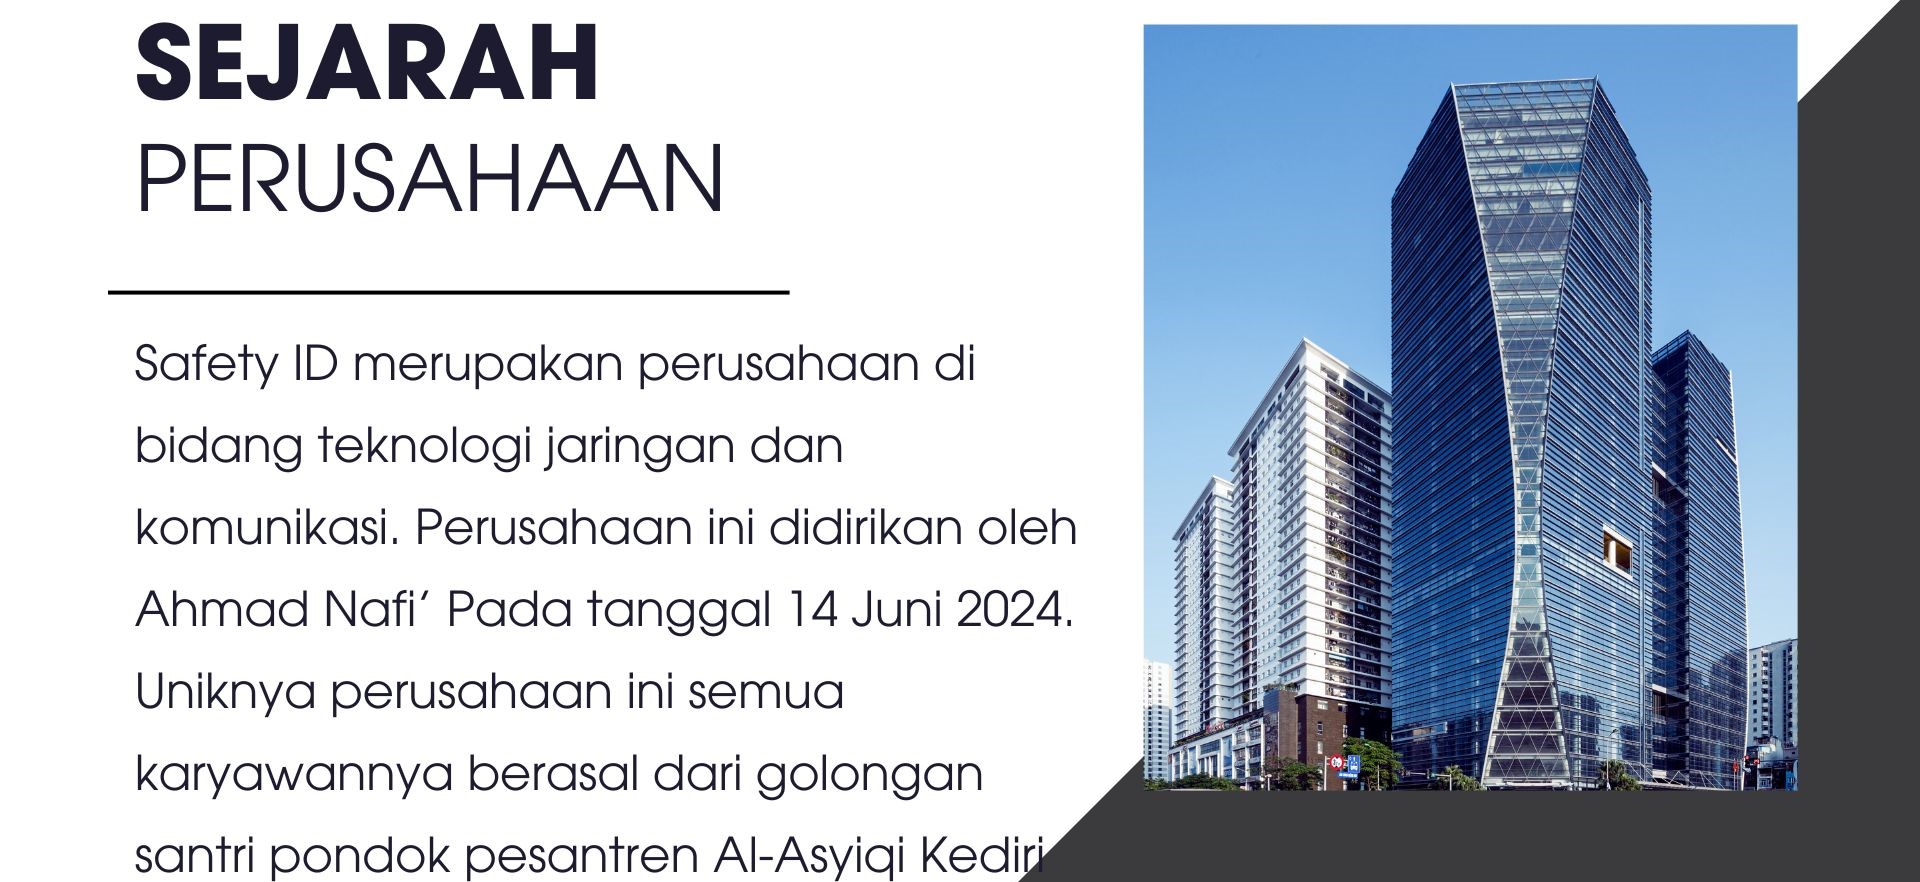 SEJARAH
PERUSAHAAN
Safety ID merupakan perusahaan di
bidang teknologi jaringan dan
komunikasi. Perusahaan ini didirikan oleh
Ahmad Nafi’ Pada tanggal 14 Juni 2024.
Uniknya perusahaan ini semua
karyawannya berasal dari golongan
santri pondok pesantren Al-Asyiqi Kediri